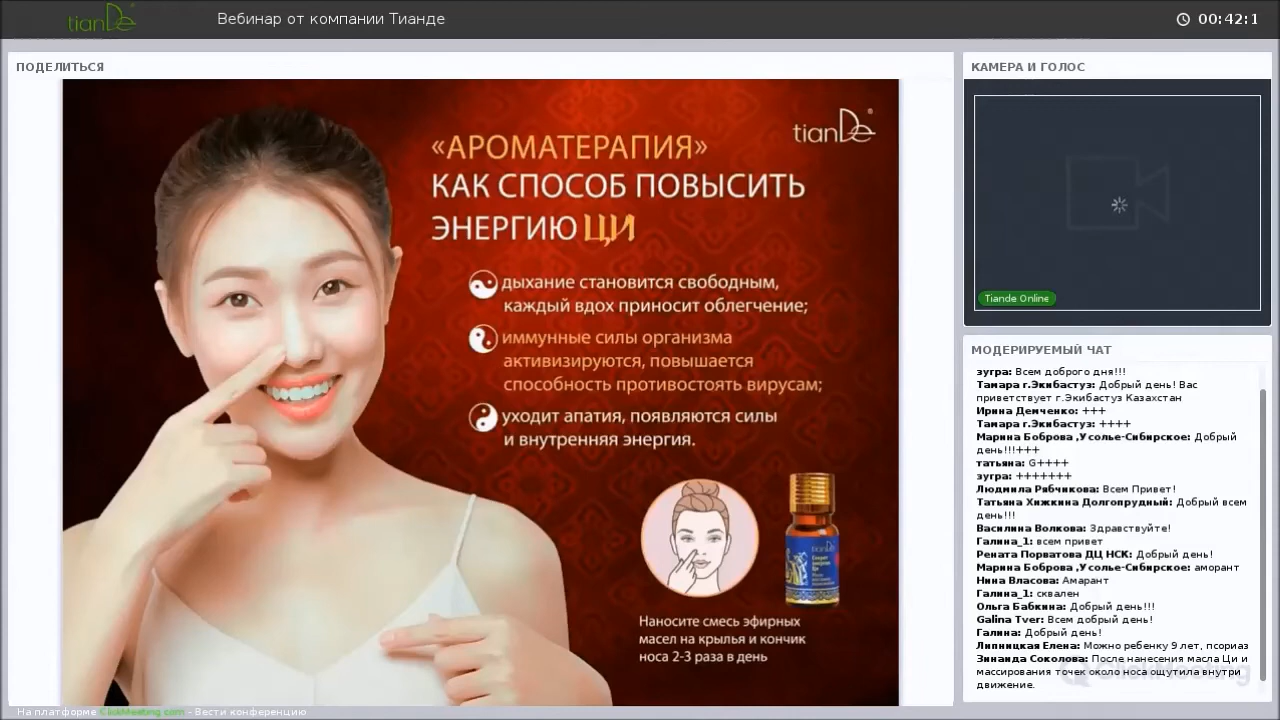 tianDe
Вебинар от компании Тианде
00:42:1
ПОДЕЛИТЬСЯ
tianDe®
«АРОМАТЕРАПИЯ»
КАК СПОСОБ ПОВЫСИТЬ
ЭНЕРГИЮ ЦИ
дыхание становится свободным,
каждый вдох приносит облегчение;
иммунные силы организма
активизируются, повышается
способность противостоять вирусам;
уходит апатия, появляются силы
и внутренняя энергия.
tianDe
Наносите смесь эфирных
масел на крылья и кончик
носа 2-3 раза в день
КАМЕРА И ГОЛОС
Tiande Online
МОДЕРИРУЕМЫЙ ЧАТ
зугра: Всем доброго дня!!!
Тамара г.Экибастуз: Добрый день! Вас
приветствует г.Экибастуз Казахстан
Ирина Демченко: +++
Тамара г.Экибастуз: ++++
Марина Боброва ,Усолье-Сибирское: Добрый
день!!!+++
татьяна: G++++
зугра: +++++++
Людмила Рябчикова: Всем Привет!
Татьяна Хижкина Долгопрудный: Добрый всем
день!!!
Василина Волкова: Здравствуйте!
Галина_1: всем привет
Рената Порватова ДЦ НСК: Добрый день!
Марина Боброва ,Усолье-Сибирское: аморант
Нина Власова: Амарант
Галина_1: сквален
Ольга Бабкина: Добрый день!!!
Galina Tver: Всем добрый день!
Галина: Добрый день!
Липницкая Елена: Можно ребенку 9 лет, псориаз
Зинаида Соколова: После нанесения масла Ци и
массирования точек около носа ощутила внутри
движение.
На платформе ClickMeeting.com - Вести конференцию